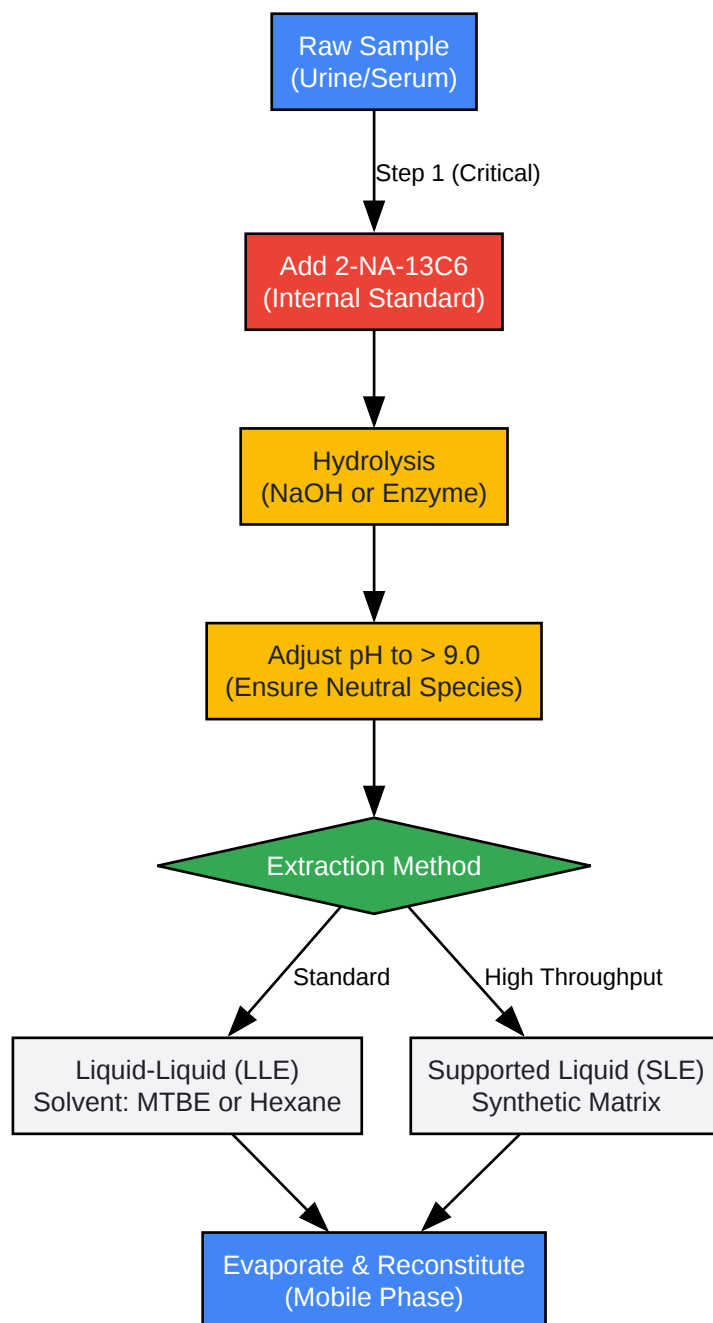 Raw Sample
(Urine/Serum)
Step 1 (Critical)
Add 2-NA-13C6
(Internal Standard)
Hydrolysis
(NaOH or Enzyme)
Adjust pH to > 9.0
(Ensure Neutral Species)
Extraction Method
Standard
High Throughput
Liquid-Liquid (LLE)
Solvent: MTBE or Hexane
Supported Liquid (SLE)
Synthetic Matrix
Evaporate & Reconstitute
(Mobile Phase)